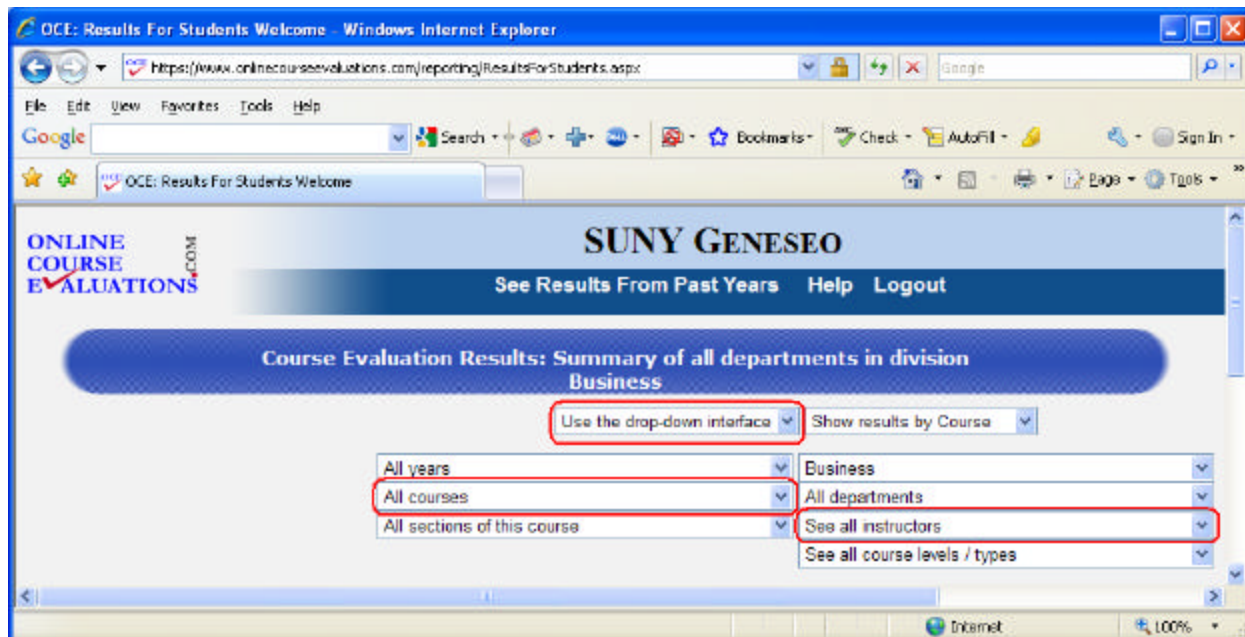 OCE: Results For Students Welcome - Windows Internet Explorer
https://www.onlinecourseevaluations.com/reporting/ResultsForStudents.aspx
Google
File Edit View Favorites Tools Help
Google
Search
Bookmarks
Check
AutoFill
Sign In
OCE: Results For Students Welcome
Page
Tools
ONLINE
COURSE
EVALUATIONS
.COM
SUNY GENESEO
See Results From Past Years Help Logout
Course Evaluation Results: Summary of all departments in division
Business
Use the drop-down interface Show results by Course
All years Business
All courses All departments
All sections of this course See all instructors
See all course levels / types
Internet 100%